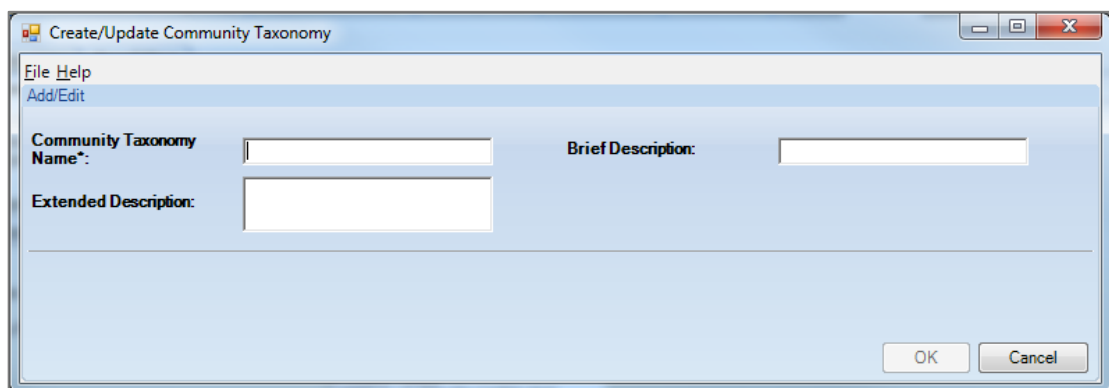 Create/Update Community Taxonomy
File Help
Add/Edit
Community Taxonomy
Name*:
Brief Description:
Extended Description:
OK Cancel